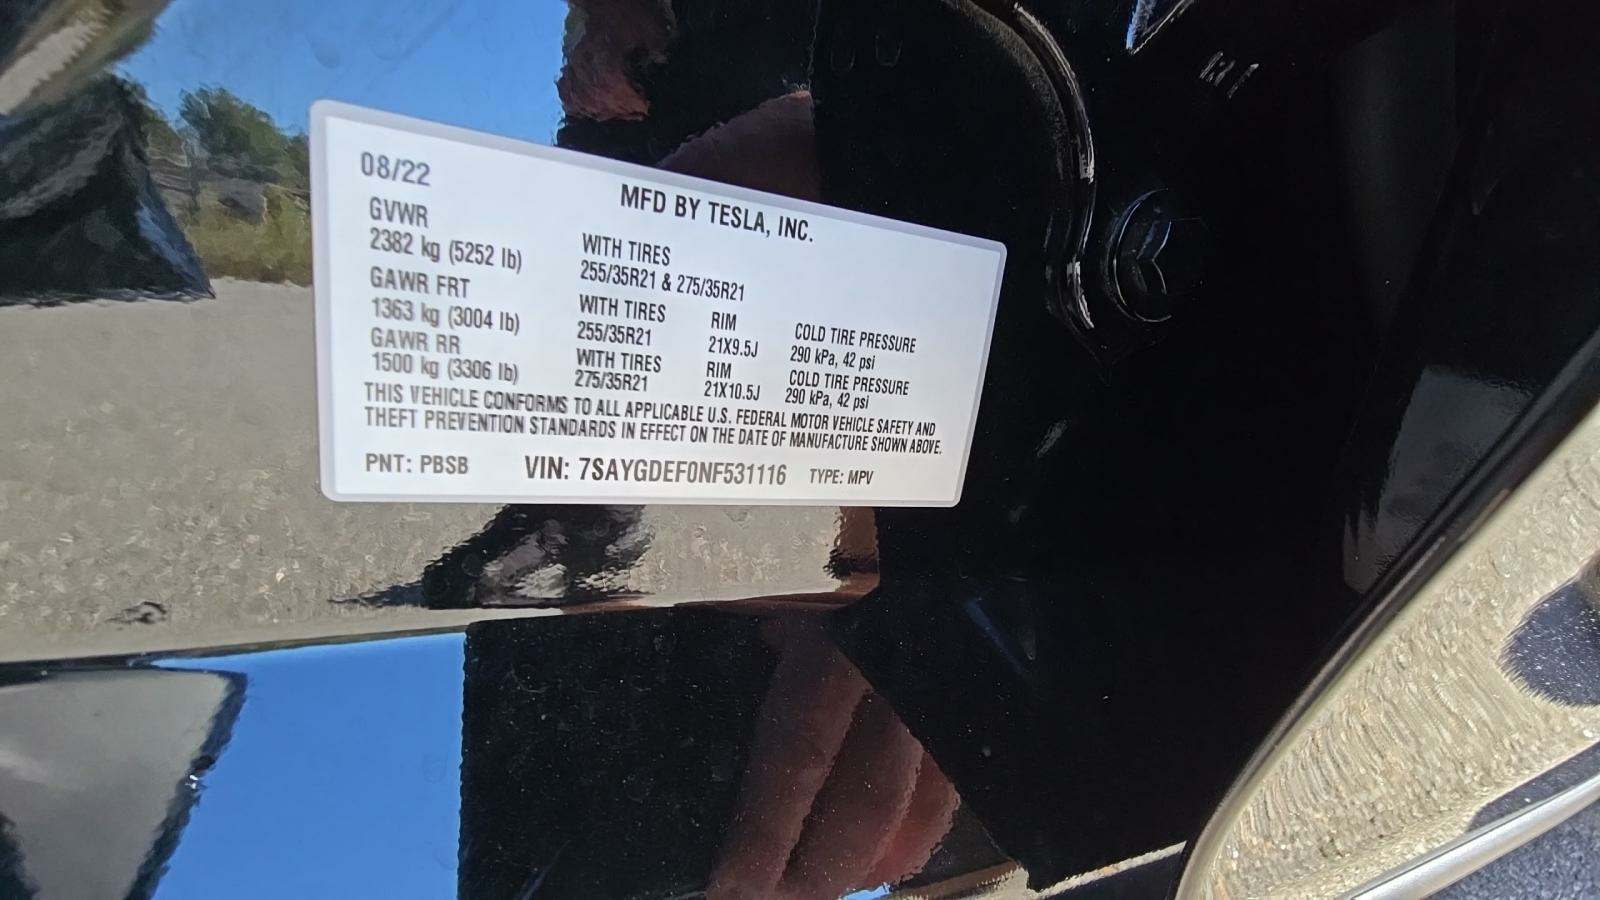 08/22
MFD BY TESLA, INC.
GVWR
2382 kg (5252 lb)
WITH TIRES
255/35R21 & 275/35R21
GAWR FRT
1363 kg (3004 lb)
WITH TIRES
255/35R21
RIM
21X9.5J
COLD TIRE PRESSURE
290 kPa, 42 psi
GAWR RR
1500 kg (3306 lb)
WITH TIRES
275/35R21
RIM
21X10.5J
COLD TIRE PRESSURE
290 kPa, 42 psi
THIS VEHICLE CONFORMS TO ALL APPLICABLE U.S. FEDERAL MOTOR VEHICLE SAFETY AND
THEFT PREVENTION STANDARDS IN EFFECT ON THE DATE OF MANUFACTURE SHOWN ABOVE.
PNT: PBSB VIN: 7SAYGDEF0NF531116 TYPE: MPV